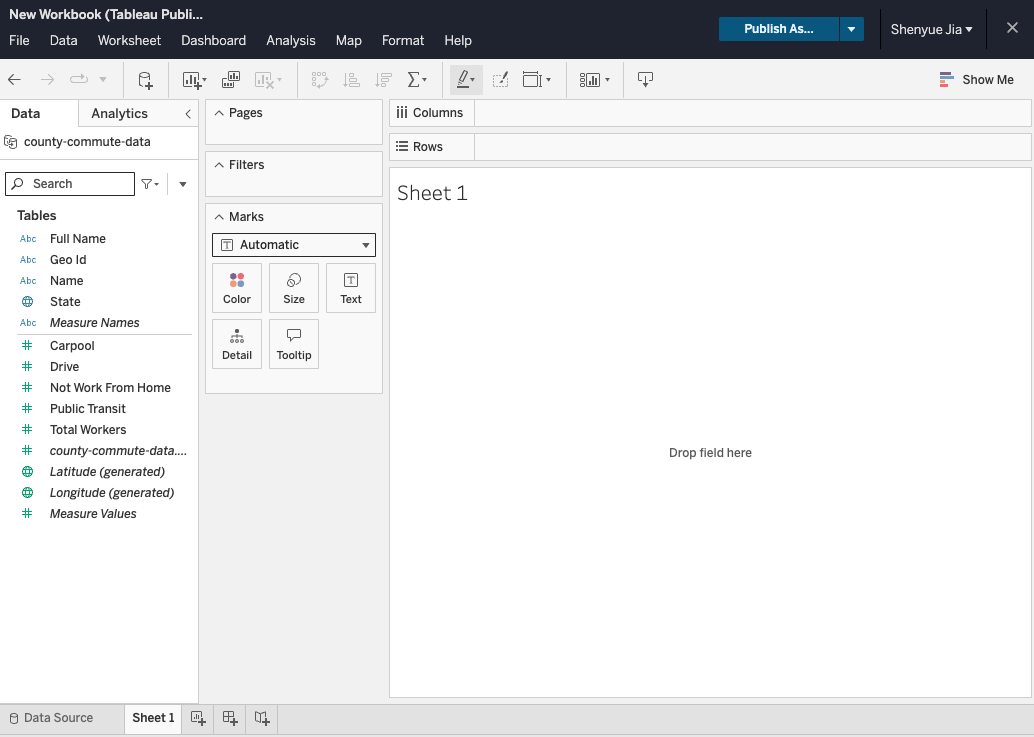 New Workbook (Tableau Publi...
File Data Worksheet Dashboard Analysis Map Format Help
Publish As...
Shenyue Jia
Show Me
Data Analytics
county-commute-data
Search
Tables
Abc Full Name
Abc Geo Id
Abc Name
State
Abc Measure Names
Carpool
Drive
Not Work From Home
Public Transit
Total Workers
county-commute-data....
Latitude (generated)
Longitude (generated)
Measure Values
Pages
Filters
Marks
Automatic
Color Size Text
Detail Tooltip
Columns
Rows
Sheet 1
Drop field here
Data Source Sheet 1